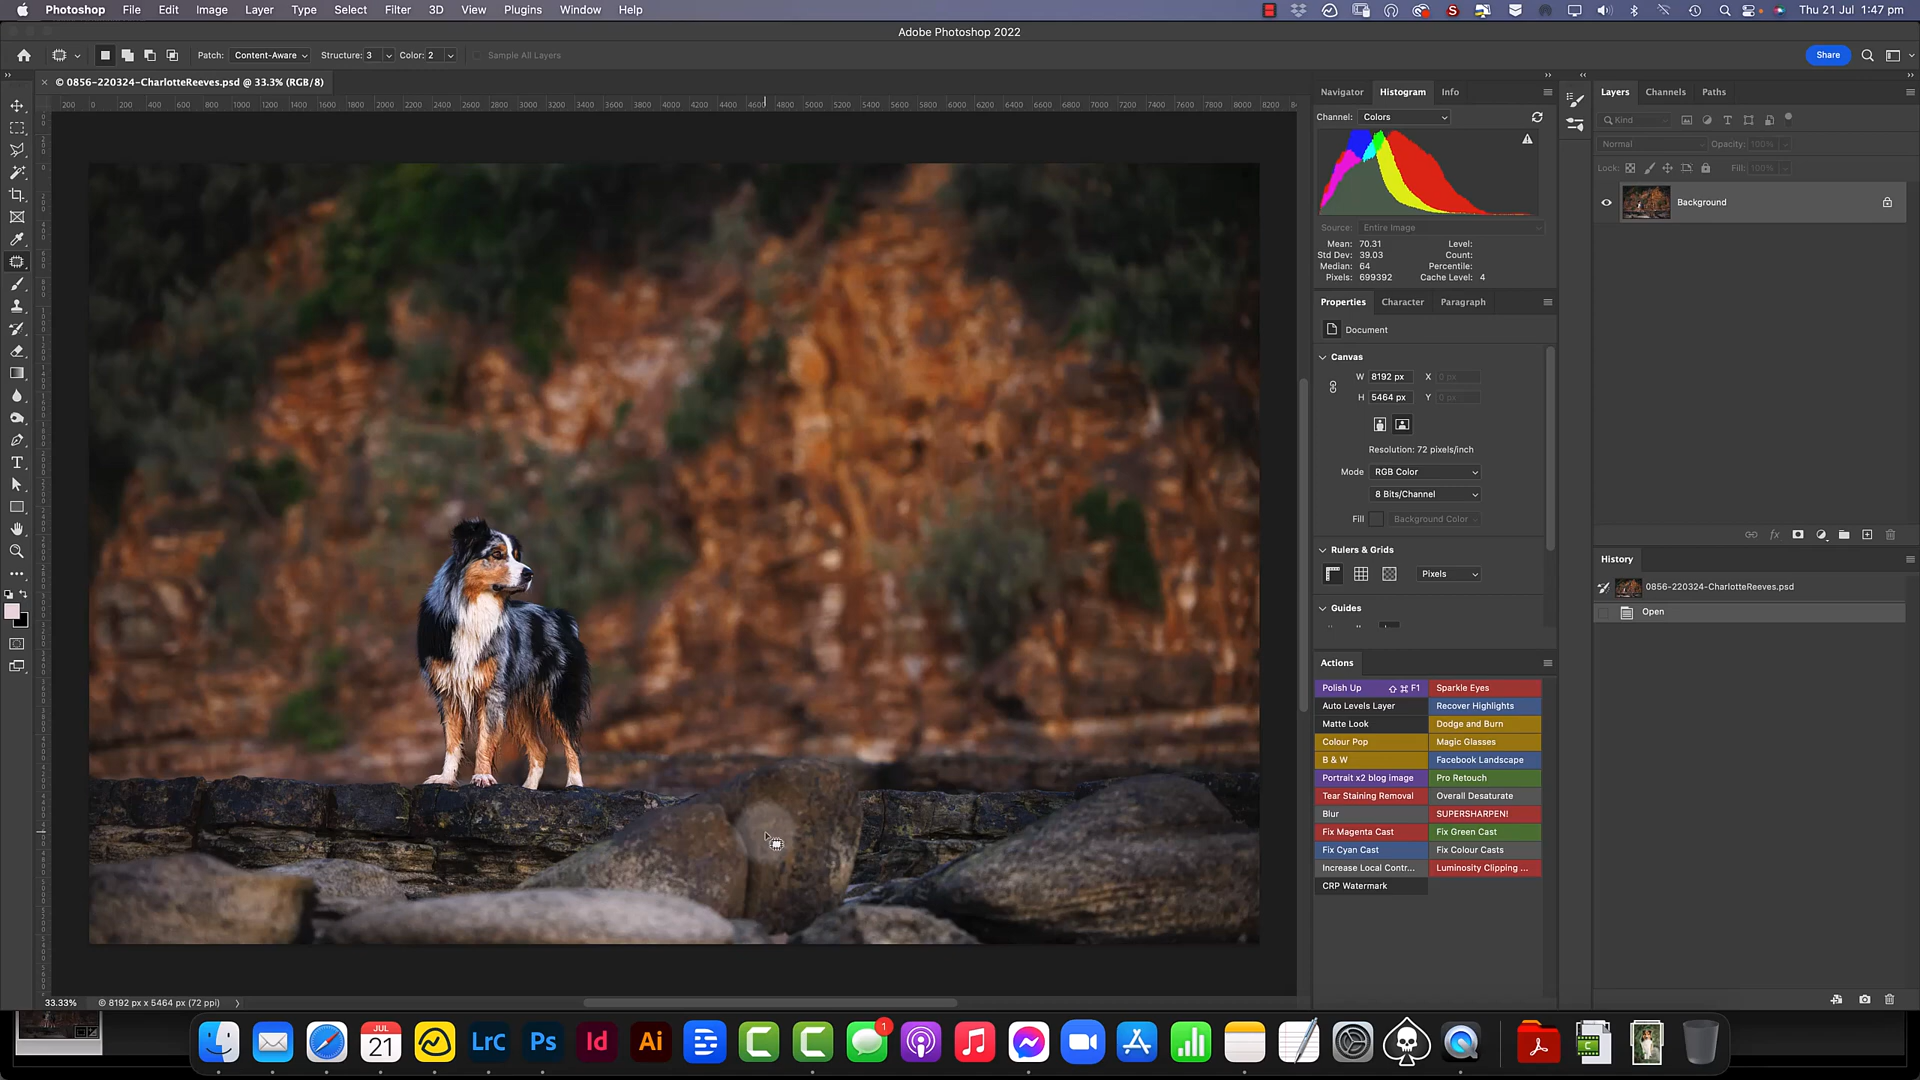 Photoshop File Edit Image Layer Type Select Filter 3D View Plugins Window Help
Thu 21 Jul 1:47 pm
Adobe Photoshop 2022
Patch: Content-Aware Structure: 3 Color: 2 Sample All Layers
Share
© 0856-220324-CharlotteReeves.psd @ 33.3% (RGB/8)
Navigator Histogram Info
Channel: Colors
Source: Entire Image
Mean: 70.31 Level:
Std Dev: 39.03 Count:
Median: 64 Percentile:
Pixels: 699392 Cache Level: 4
Properties Character Paragraph
Document
Canvas
W 8192 px X 0 px
H 5464 px Y 0 px
Resolution: 72 pixels/inch
Mode RGB Color
8 Bits/Channel
Fill Background Color
Rulers & Grids
Pixels
Guides
Actions
Polish Up ⇧ ⌘ F1 Sparkle Eyes
Auto Levels Layer Recover Highlights
Matte Look Dodge and Burn
Colour Pop Magic Glasses
B & W Facebook Landscape
Portrait x2 blog image Pro Retouch
Tear Staining Removal Overall Desaturate
Blur SUPERSHARPEN!
Fix Magenta Cast Fix Green Cast
Fix Cyan Cast Fix Colour Casts
Increase Local Contr... Luminosity Clipping ...
CRP Watermark
Layers Channels Paths
Kind
Normal Opacity: 100%
Lock: Fill: 100%
Background
History
0856-220324-CharlotteReeves.psd
Open
33.33% © 8192 px x 5464 px (72 ppi)
JUL
21
LrC Ps Id Ai
1